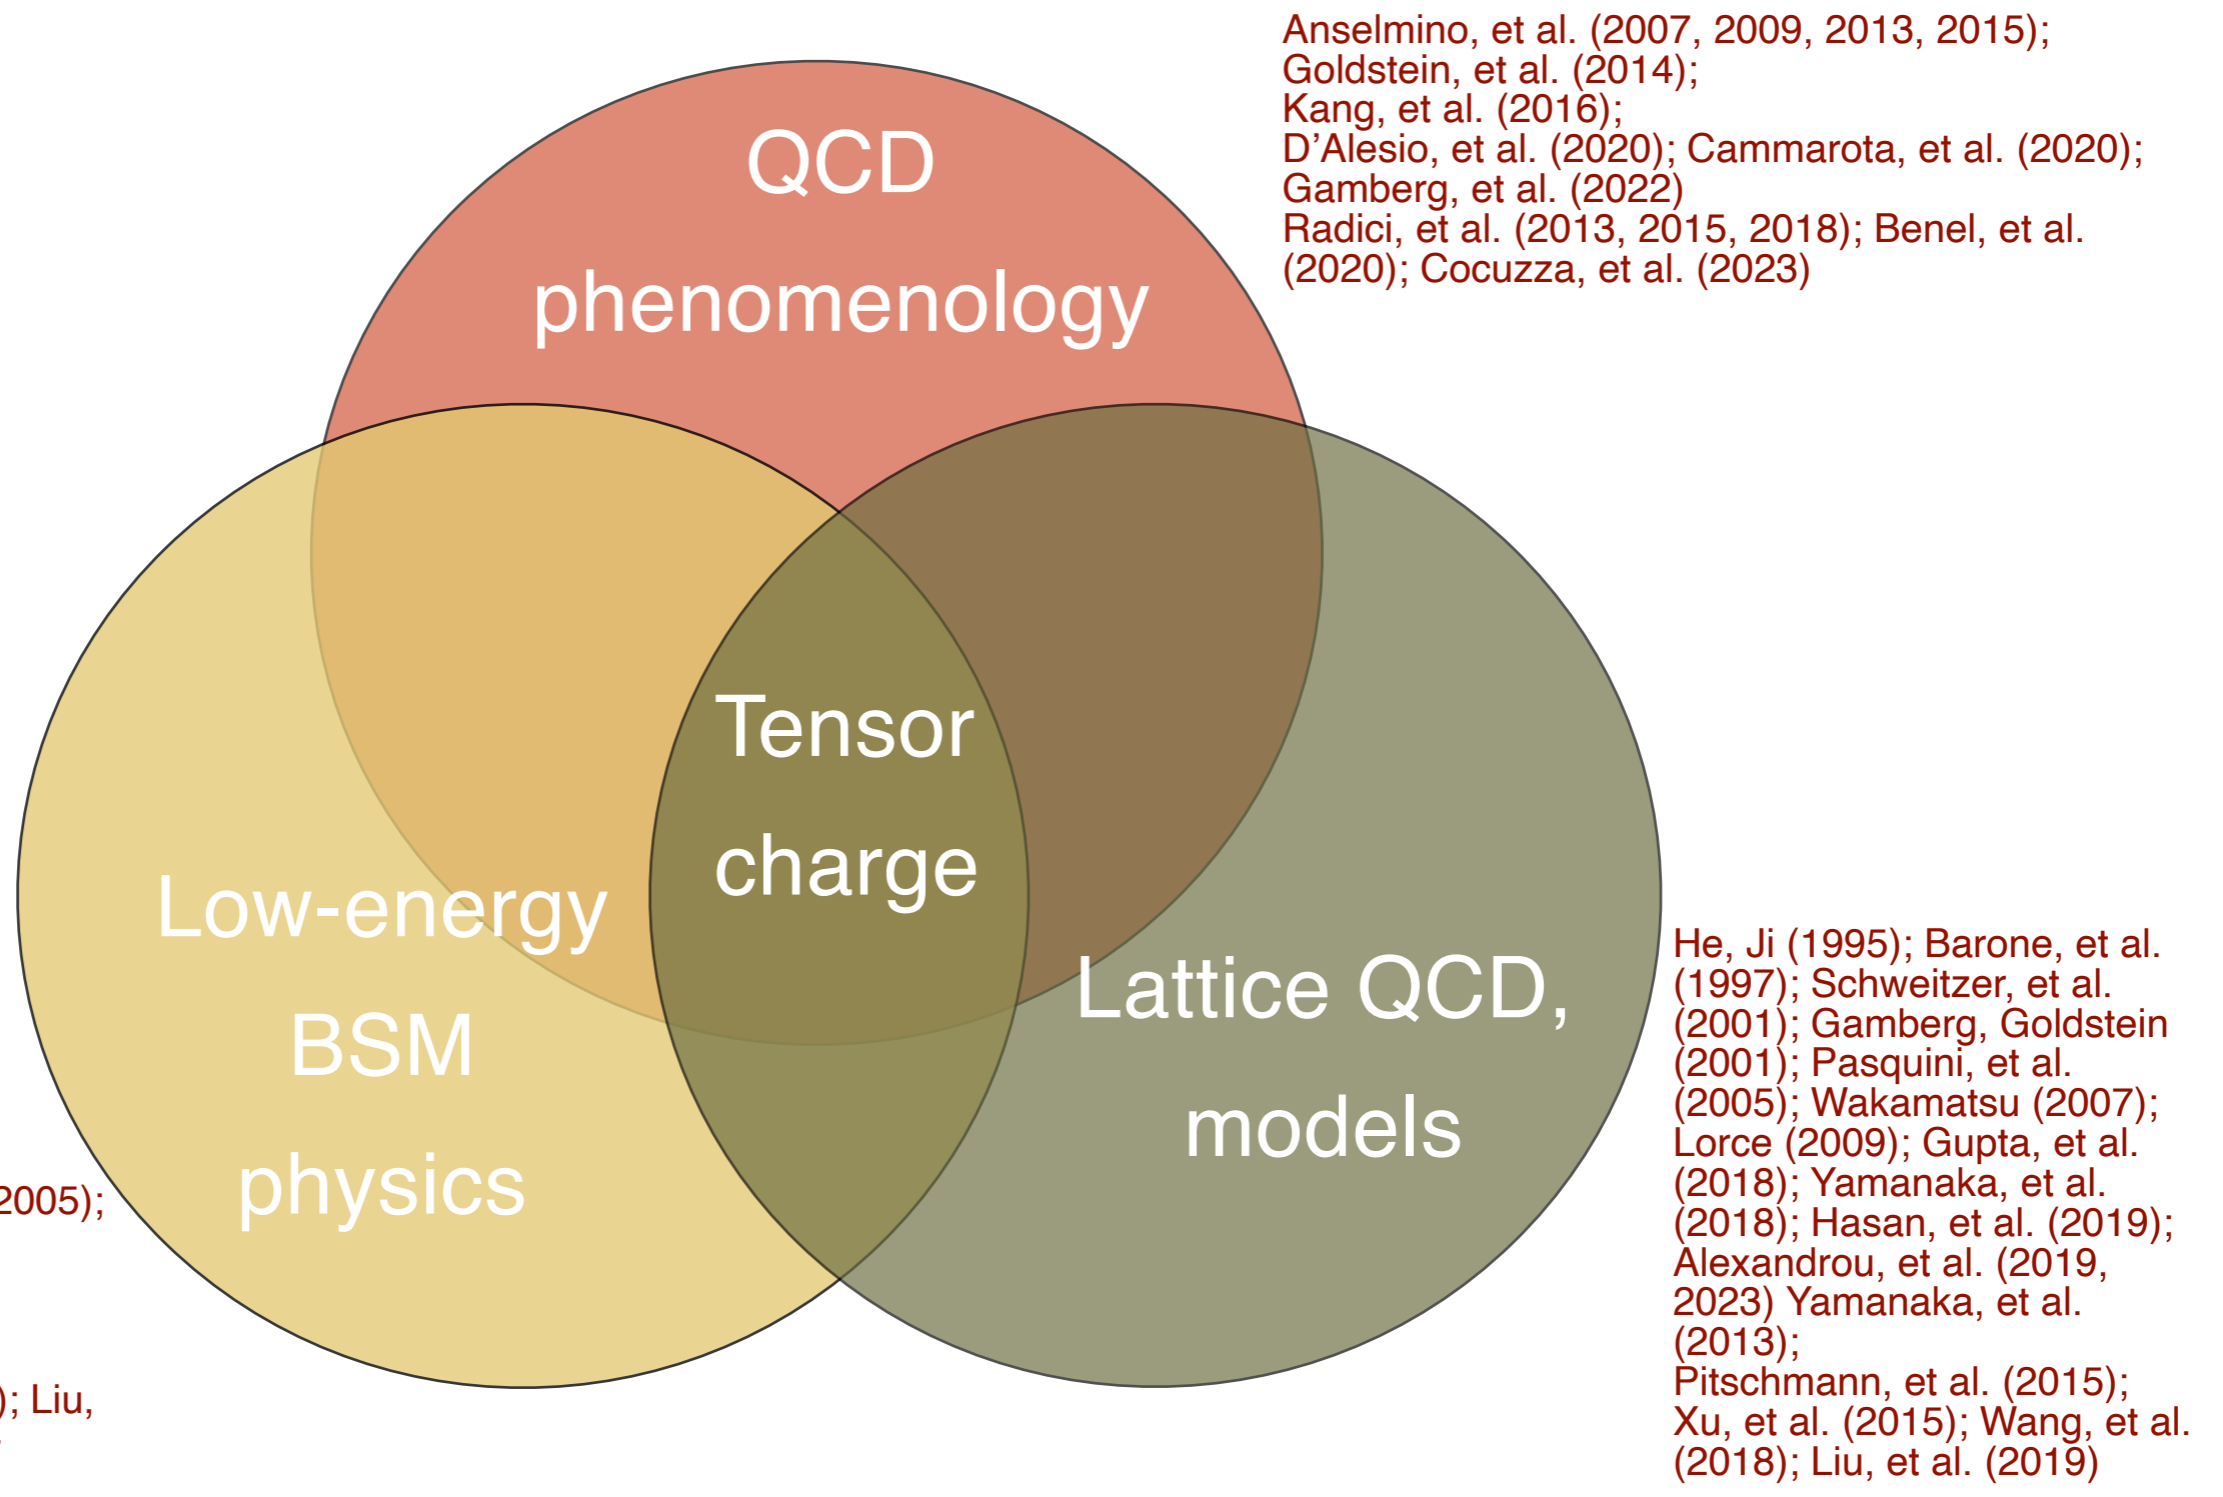 Anselmino, et al. (2007, 2009, 2013, 2015);
Goldstein, et al. (2014);
Kang, et al. (2016);
D’Alesio, et al. (2020); Cammarota, et al. (2020);
Gamberg, et al. (2022)
Radici, et al. (2013, 2015, 2018); Benel, et al.
(2020); Cocuzza, et al. (2023)
QCD
phenomenology
Tensor
charge
Low-energy
BSM
physics
Lattice QCD,
models
He, Ji (1995); Barone, et al.
(1997); Schweitzer, et al.
(2001); Gamberg, Goldstein
(2001); Pasquini, et al.
(2005); Wakamatsu (2007);
Lorce (2009); Gupta, et al.
(2018); Yamanaka, et al.
(2018); Hasan, et al. (2019);
Alexandrou, et al. (2019,
2023) Yamanaka, et al.
(2013);
Pitschmann, et al. (2015);
Xu, et al. (2015); Wang, et al.
(2018); Liu, et al. (2019)
2005);
); Liu,